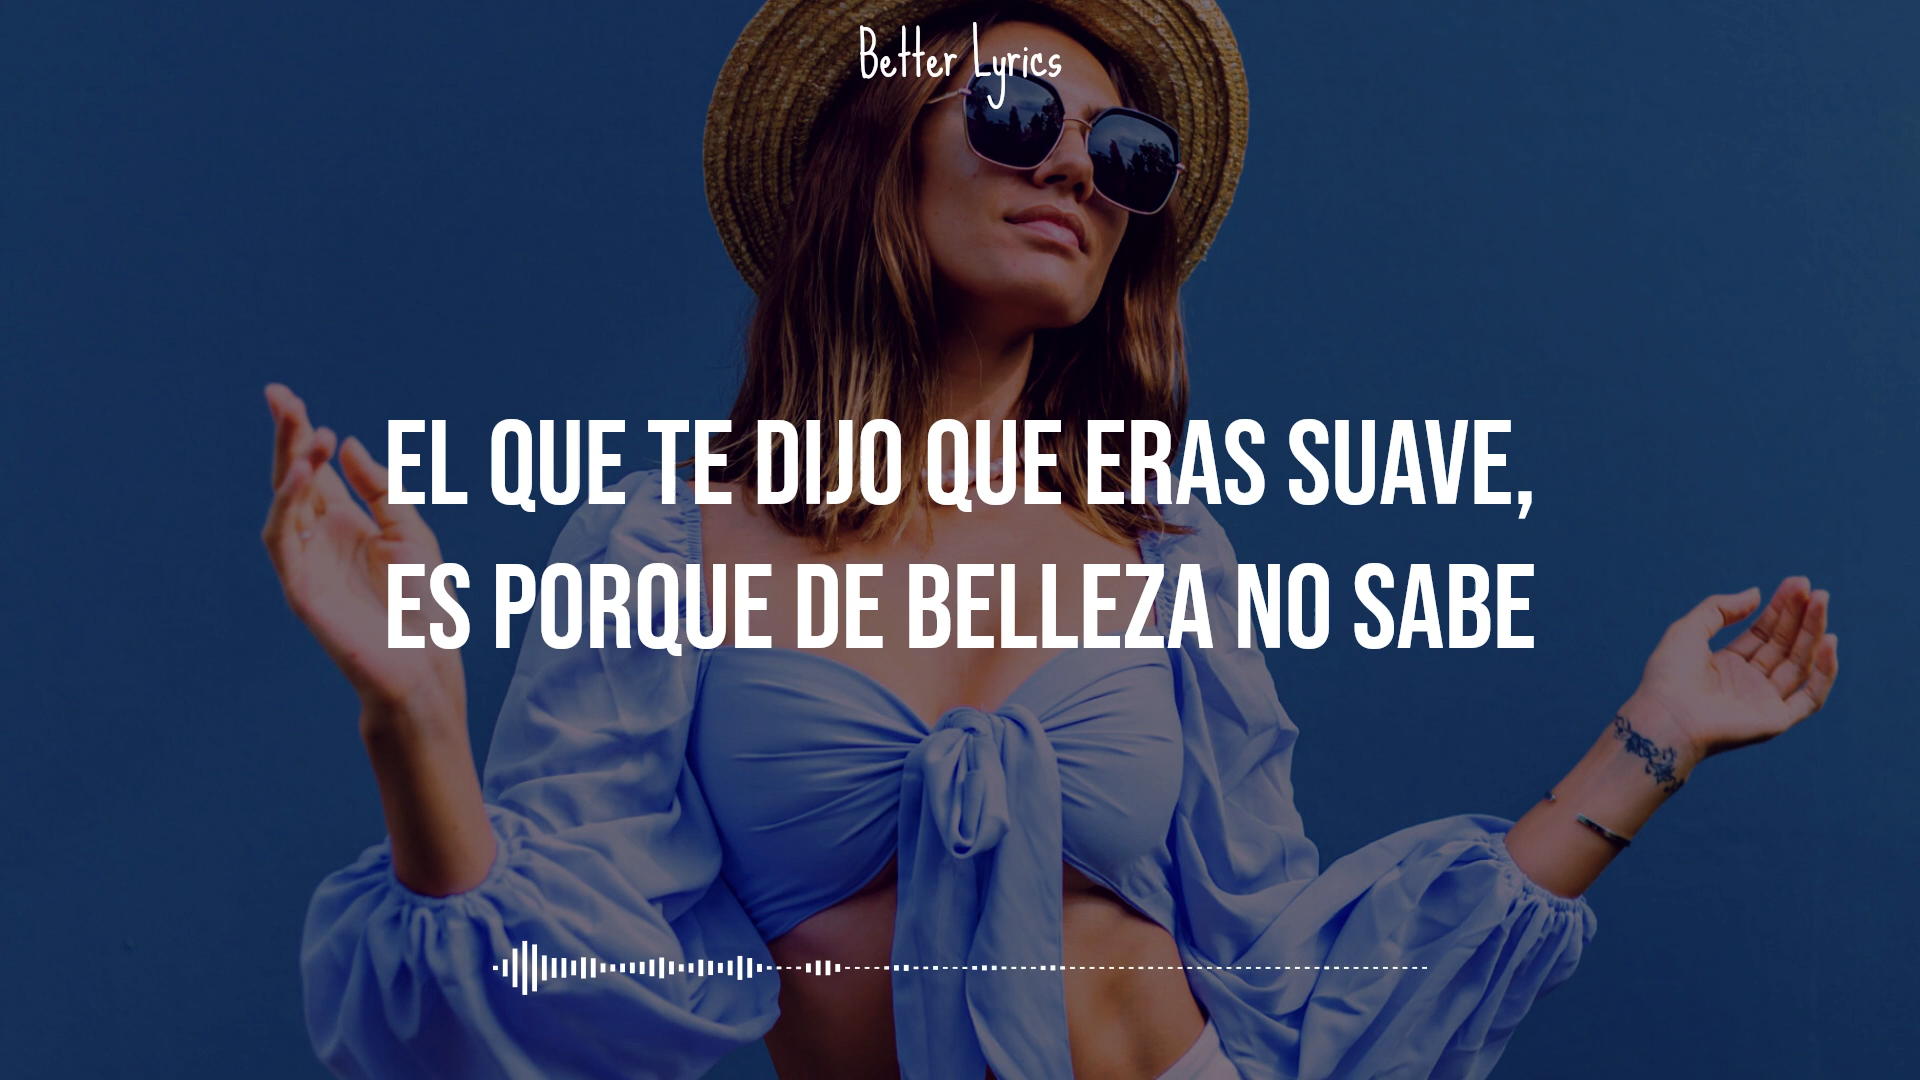 Better Lyrics
EL QUE TE DIJO QUE ERAS SUAVE,
ES PORQUE DE BELLEZA NO SABE